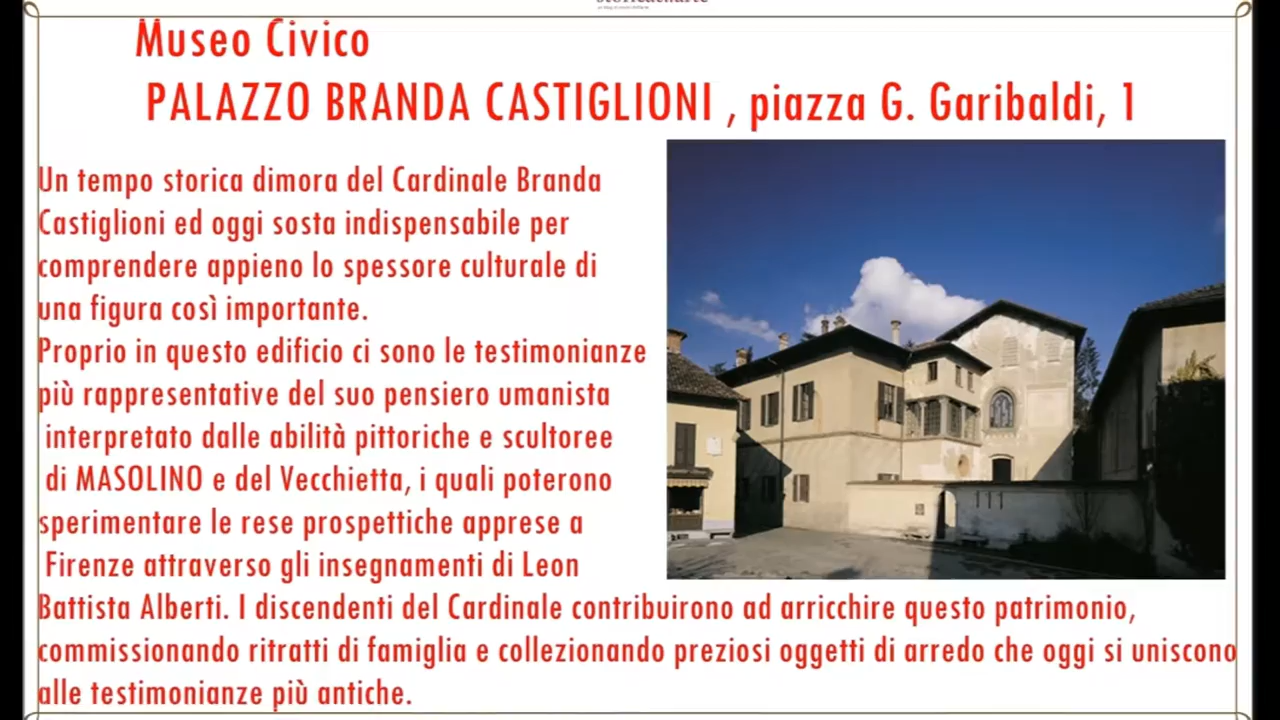 Museo Civico
PALAZZO BRANDA CASTIGLIONI , piazza G. Garibaldi, 1
Un tempo storica dimora del Cardinale Branda
Castiglioni ed oggi sosta indispensabile per
comprendere appieno lo spessore culturale di
una figura così importante.
Proprio in questo edificio ci sono le testimonianze
più rappresentative del suo pensiero umanista
interpretato dalle abilità pittoriche e scultoree
di MASOLINO e del Vecchietta, i quali poterono
sperimentare le rese prospettiche apprese a
Firenze attraverso gli insegnamenti di Leon
Battista Alberti. I discendenti del Cardinale contribuirono ad arricchire questo patrimonio,
commissionando ritratti di famiglia e collezionando preziosi oggetti di arredo che oggi si uniscono
alle testimonianze più antiche.